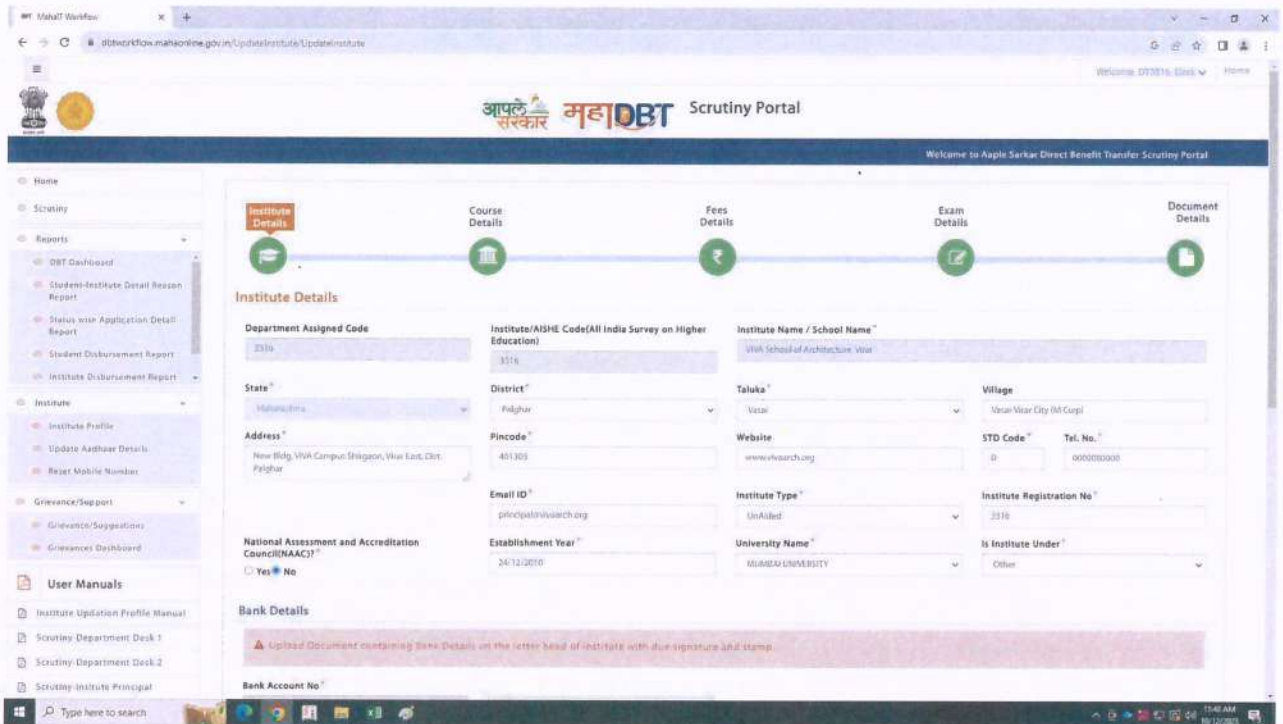 MahaIT Workflow
dbtworkflow.mahaonline.gov.in/UpdateInstitute/UpdateInstitute
Home
आपले सरकार महाDBT Scrutiny Portal
Welcome to Aaple Sarkar Direct Benefit Transfer Scrutiny Portal
Home
Scrutiny
Reports
DBT Dashboard
Student-Institute Detail Reason Report
Status wise Application Detail Report
Student Disbursement Report
Institute Disbursement Report
Institute
Institute Profile
Update Aadhaar Details
Reset Mobile Number
Grievance/Support
Grievance/Suggestions
Grievances Dashboard
User Manuals
Institute Updation Profile Manual
Scrutiny-Department Desk 1
Scrutiny-Department Desk 2
Scrutiny-Institute Principal
Institute Details
Course Details
Fees Details
Exam Details
Document Details
Institute Details
Department Assigned Code
3516
Institute/AISHE Code(All India Survey on Higher Education)
3516
Institute Name / School Name*
VIVA School of Architecture Virar
State*
Maharashtra
District*
Palghar
Taluka*
Vasai
Village
Vasai Virar City (M Corp)
Address*
New Bldg, VIVA Campus Shirgaon, Virar East, Dist. Palghar
Pincode*
401303
Website
www.vivaarch.org
STD Code*
0
Tel. No.*
0000000000
Email ID*
principal@vivaarch.org
Institute Type*
UnAided
Institute Registration No*
3516
National Assessment and Accreditation Council(NAAC)?*
Yes No
Establishment Year*
24/12/2010
University Name*
MUMBAI UNIVERSITY
Is Institute Under*
Other
Bank Details
Upload Document containing Bank Details on the letter head of institute with due signature and stamp.
Bank Account No*
Type here to search